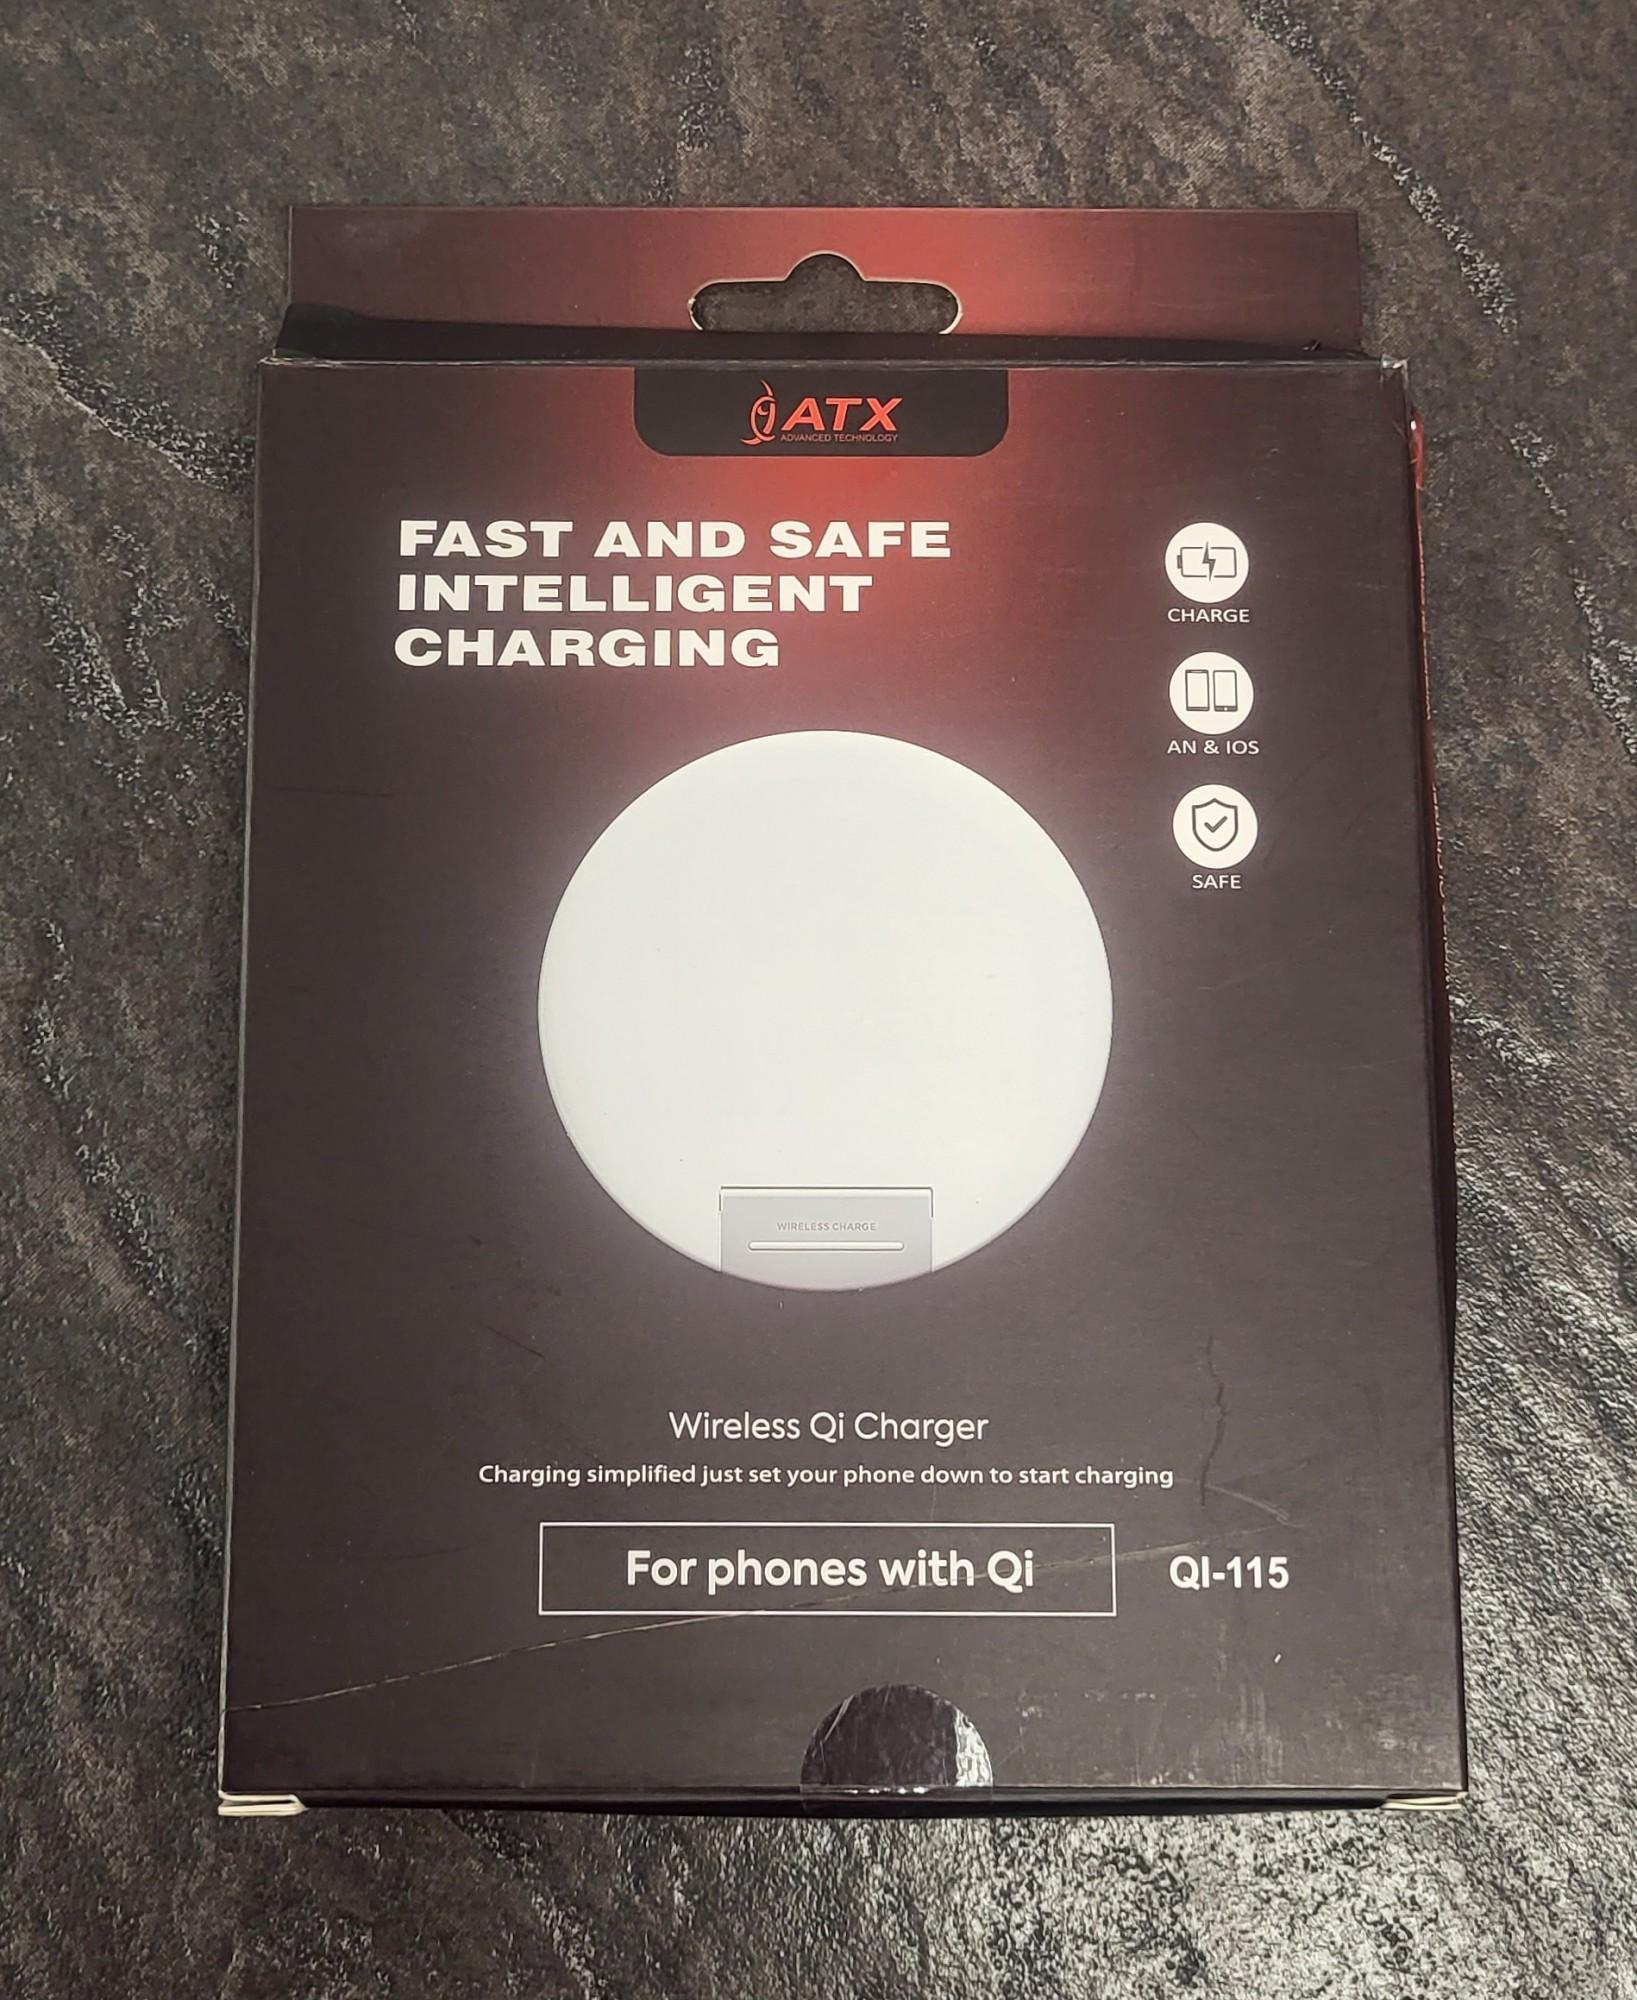 ATX
ADVANCED TECHNOLOGY
FAST AND SAFE
INTELLIGENT
CHARGING
CHARGE
AN & IOS
SAFE
WIRELESS CHARGE
Wireless Qi Charger
Charging simplified just set your phone down to start charging
For phones with Qi
QI-115